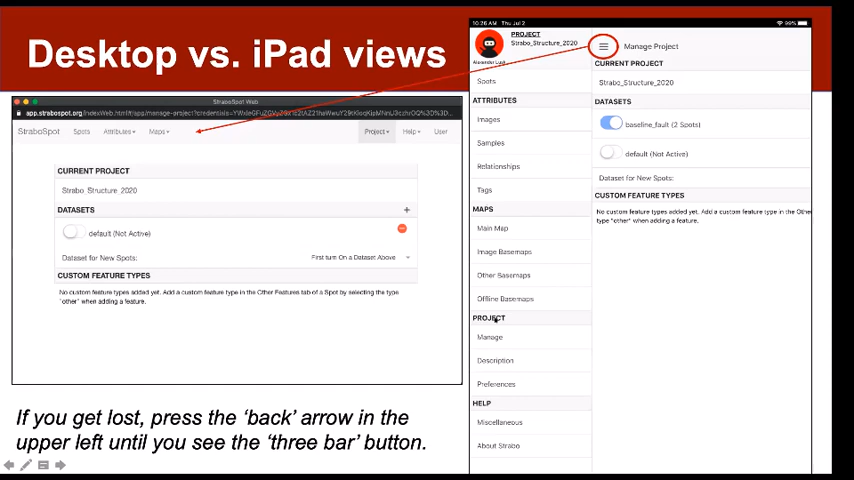 Desktop vs. iPad views
StraboSpot Web
StraboSpot Spots Attributes Maps Project Help User
CURRENT PROJECT
Strabo_Structure_2020
DATASETS +
default (Not Active)
Dataset for New Spots: First turn On a Dataset Above
CUSTOM FEATURE TYPES
No custom feature types added yet. Add a custom feature type in the Other Features tab of a Spot by selecting the type
"other" when adding a feature.
If you get lost, press the ‘back’ arrow in the
upper left until you see the ‘three bar’ button.
10:26 AM Thu Jul 2 99%
PROJECT
Strabo_Structure_2020
Spots
ATTRIBUTES
Images
Samples
Relationships
Tags
MAPS
Main Map
Image Basemaps
Other Basemaps
Offline Basemaps
PROJECT
Manage
Description
Preferences
HELP
Miscellaneous
About Strabo
Manage Project
CURRENT PROJECT
Strabo_Structure_2020
DATASETS
baseline_fault (2 Spots)
default (Not Active)
Dataset for New Spots:
CUSTOM FEATURE TYPES
No custom feature types added yet. Add a custom feature type in the Other
type "other" when adding a feature.